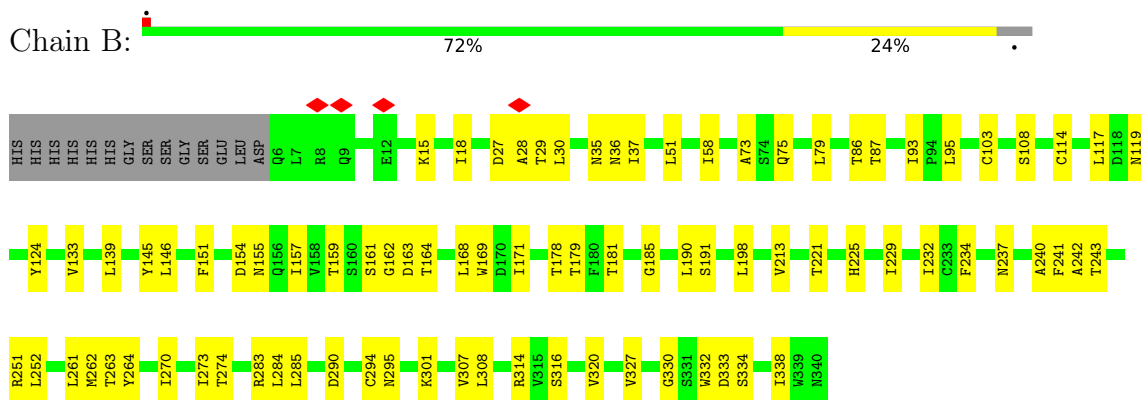 Chain B:
72% 24%
HIS HIS HIS HIS HIS HIS GLY SER SER GLY SER GLU LEU ASP Q6 L7 R8 Q9 E12 K15 I18 D27 A28 T29 L30 N35 N36 I37 L51 I58 A73 S74 Q75 L79 T86 T87 I93 P94 L95 C103 S108 C114 L117 D118 N119
Y124 V133 L139 Y145 L146 F151 D154 N155 Q156 I157 V158 T159 S160 S161 G162 D163 T164 L168 W169 D170 I171 T178 T179 F180 T181 G185 L190 S191 L198 V213 T221 H225 I229 I232 C233 F234 N237 A240 F241 A242 T243
R251 L252 L261 M262 T263 Y264 I270 I273 T274 R283 L284 L285 D290 C294 N295 K301 V307 L308 R314 V315 S316 V320 V327 G330 S331 W332 D333 S334 I338 W339 N340